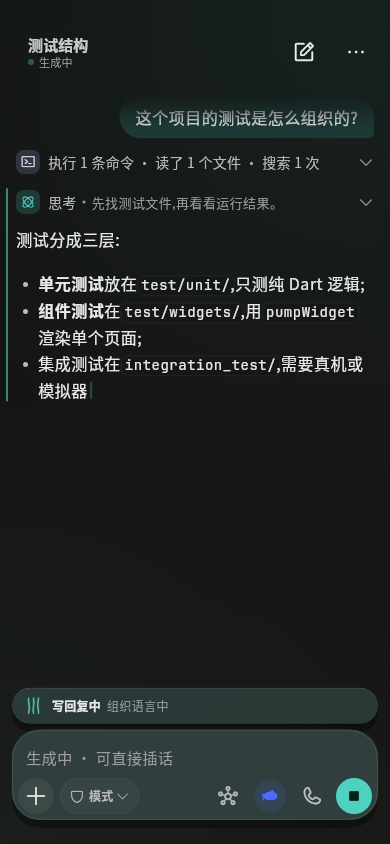 测试结构
生成中
这个项目的测试是怎么组织的?
执行 1 条命令 · 读了 1 个文件 · 搜索 1 次
思考 · 先找测试文件,再看看运行结果。
测试分成三层:
• 单元测试放在 test/unit/,只测纯 Dart 逻辑;
• 组件测试在 test/widgets/,用 pumpWidget
渲染单个页面;
• 集成测试在 integration_test/,需要真机或
模拟器
写回复中 组织语言中
生成中 · 可直接插话
模式